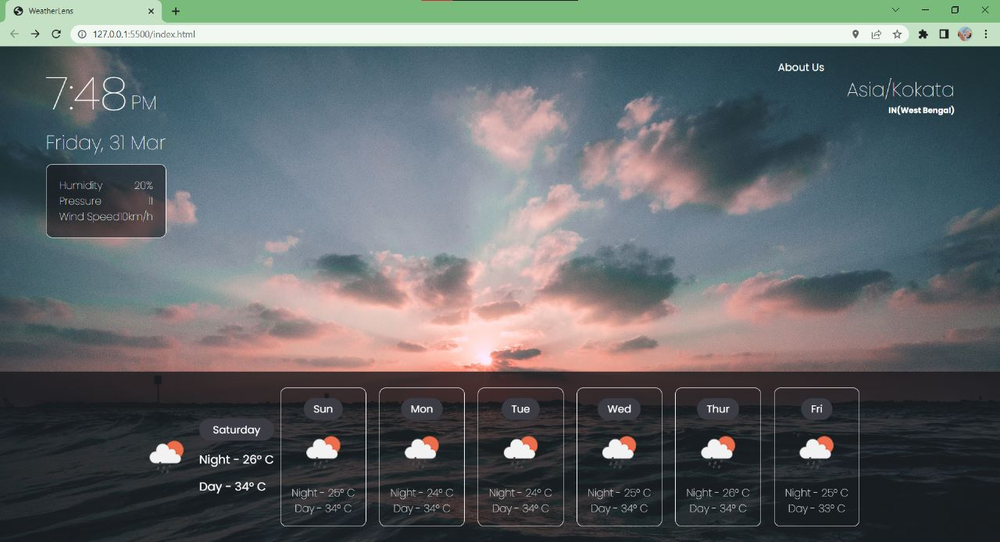 WeatherLens
127.0.0.1:5500/index.html
About Us
7:48 PM
Asia/Kokata
IN(West Bengal)
Friday, 31 Mar
Humidity 20%
Pressure 11
Wind Speed10km/h
Saturday
Night - 26° C
Day - 34° C
Sun
Night - 25° C
Day - 34° C
Mon
Night - 24° C
Day - 34° C
Tue
Night - 24° C
Day - 34° C
Wed
Night - 25° C
Day - 34° C
Thur
Night - 26° C
Day - 34° C
Fri
Night - 25° C
Day - 33° C